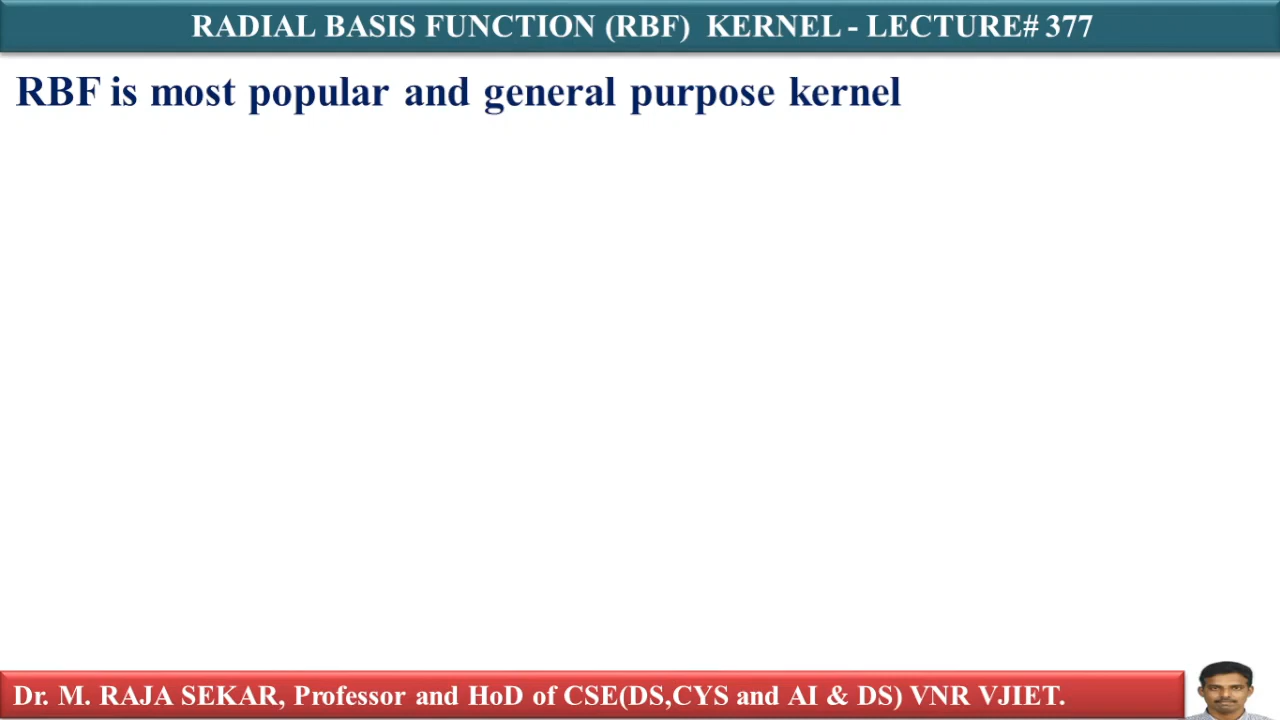 RADIAL BASIS FUNCTION (RBF) KERNEL - LECTURE# 377
RBF is most popular and general purpose kernel
Dr. M. RAJA SEKAR, Professor and HoD of CSE(DS,CYS and AI & DS) VNR VJIET.